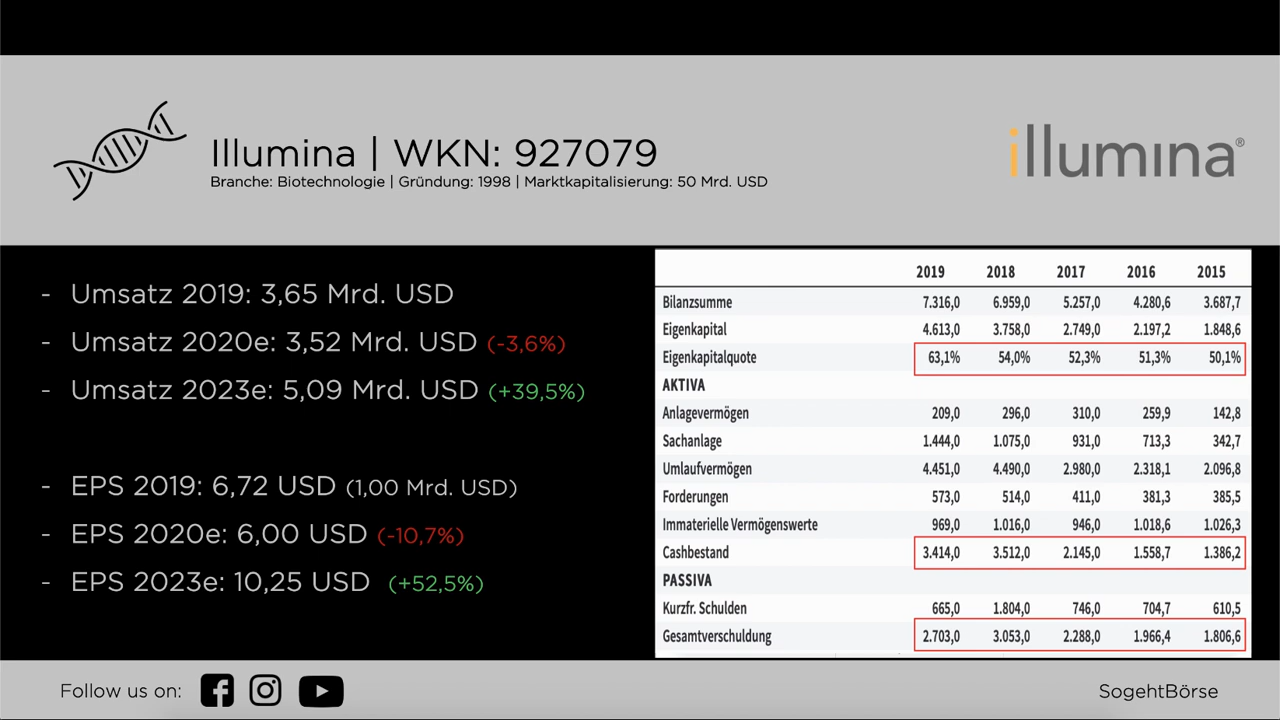 Illumina | WKN: 927079
Branche: Biotechnologie | Gründung: 1998 | Marktkapitalisierung: 50 Mrd. USD
illumina®
- Umsatz 2019: 3,65 Mrd. USD
- Umsatz 2020e: 3,52 Mrd. USD (-3,6%)
- Umsatz 2023e: 5,09 Mrd. USD (+39,5%)
- EPS 2019: 6,72 USD (1,00 Mrd. USD)
- EPS 2020e: 6,00 USD (-10,7%)
- EPS 2023e: 10,25 USD (+52,5%)
2019 2018 2017 2016 2015
Bilanzsumme 7.316,0 6.959,0 5.257,0 4.280,6 3.687,7
Eigenkapital 4.613,0 3.758,0 2.749,0 2.197,2 1.848,6
Eigenkapitalquote 63,1% 54,0% 52,3% 51,3% 50,1%
AKTIVA
Anlagevermögen 209,0 296,0 310,0 259,9 142,8
Sachanlage 1.444,0 1.075,0 931,0 713,3 342,7
Umlaufvermögen 4.451,0 4.490,0 2.980,0 2.318,1 2.096,8
Forderungen 573,0 514,0 411,0 381,3 385,5
Immaterielle Vermögenswerte 969,0 1.016,0 946,0 1.018,6 1.026,3
Cashbestand 3.414,0 3.512,0 2.145,0 1.558,7 1.386,2
PASSIVA
Kurzfr. Schulden 665,0 1.804,0 746,0 704,7 610,5
Gesamtverschuldung 2.703,0 3.053,0 2.288,0 1.966,4 1.806,6
Follow us on:
SogehtBörse